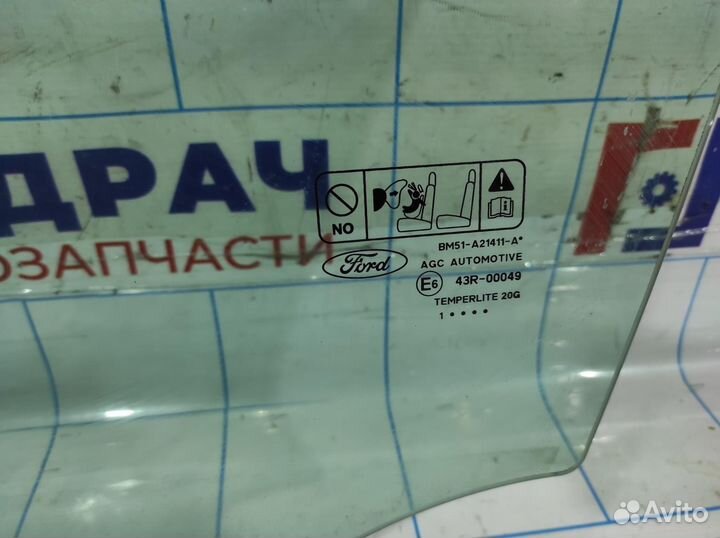 ДРАЧ
ОЗАПЧАСТИ
NO
BM51-A21411-A*
Ford
AGC AUTOMOTIVE
E6 43R-00049
TEMPERLITE 20G
1 • • • •
Avito